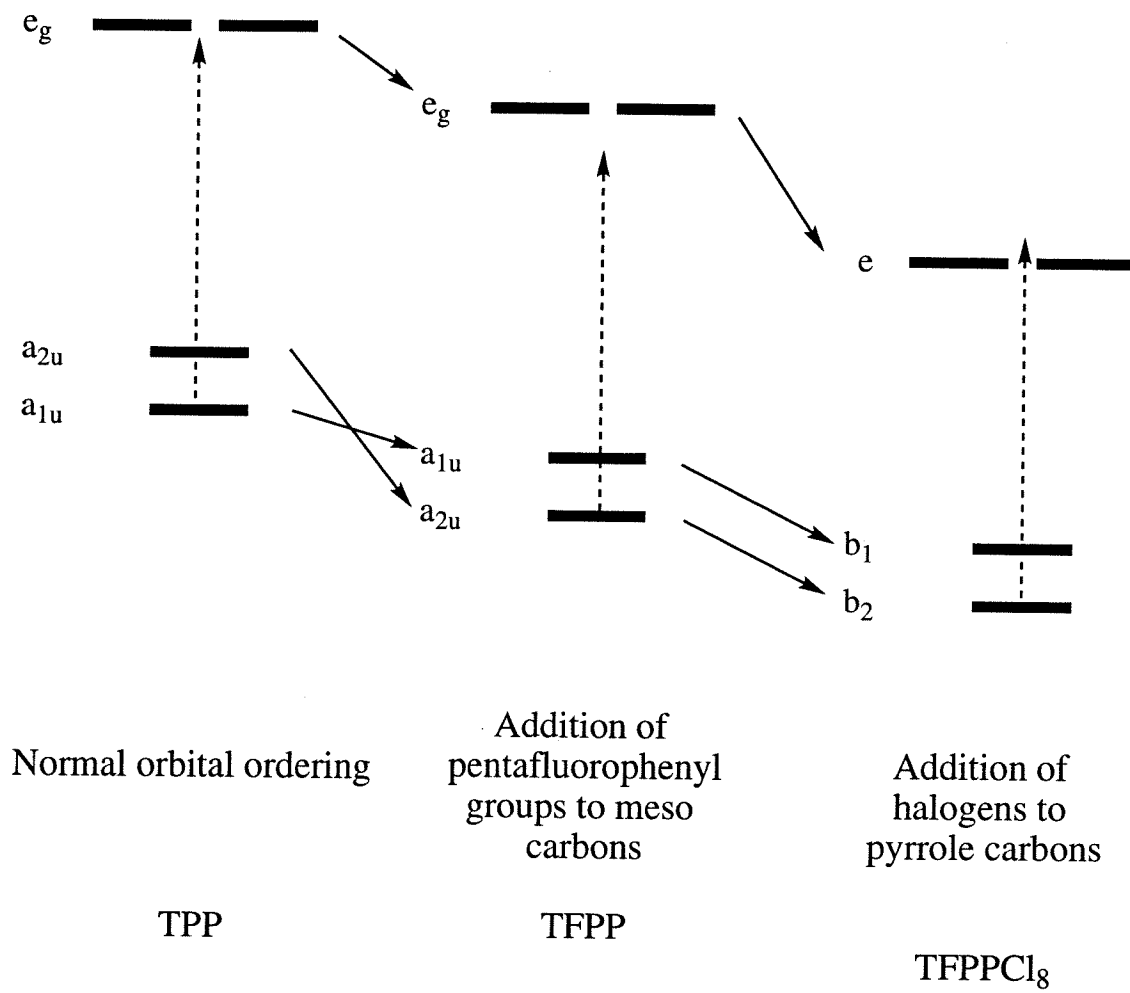 e_g
e_g
e
a_2u
a_1u
a_1u
a_2u
b_1
b_2
Normal orbital ordering
Addition of
pentafluorophenyl
groups to meso
carbons
Addition of
halogens to
pyrrole carbons
TPP
TFPP
TFPPCl_8